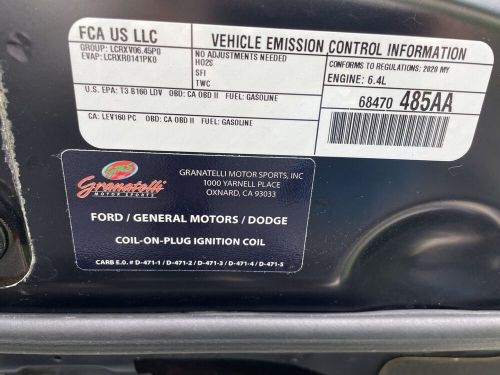 FCA US LLC
GROUP: LCRXV06.45P0
EVAP: LCRXR0141PK0
VEHICLE EMISSION CONTROL INFORMATION
NO ADJUSTMENTS NEEDED
HO2S
SFI
TWC
CONFORMS TO REGULATIONS: 2020 MY
ENGINE: 6.4L
U.S. EPA: T3 B160 LDV OBD: CA OBD II FUEL: GASOLINE
68470 485AA
CA: LEV160 PC OBD: CA OBD II FUEL: GASOLINE
GMS
Granatelli
MOTOR SPORTS
GRANATELLI MOTOR SPORTS, INC
1000 YARNELL PLACE
OXNARD, CA 93033
FORD / GENERAL MOTORS / DODGE
COIL-ON-PLUG IGNITION COIL
CARB E.O. # D-471-1 / D-471-2 / D-471-3 / D-471-4 / D-471-5